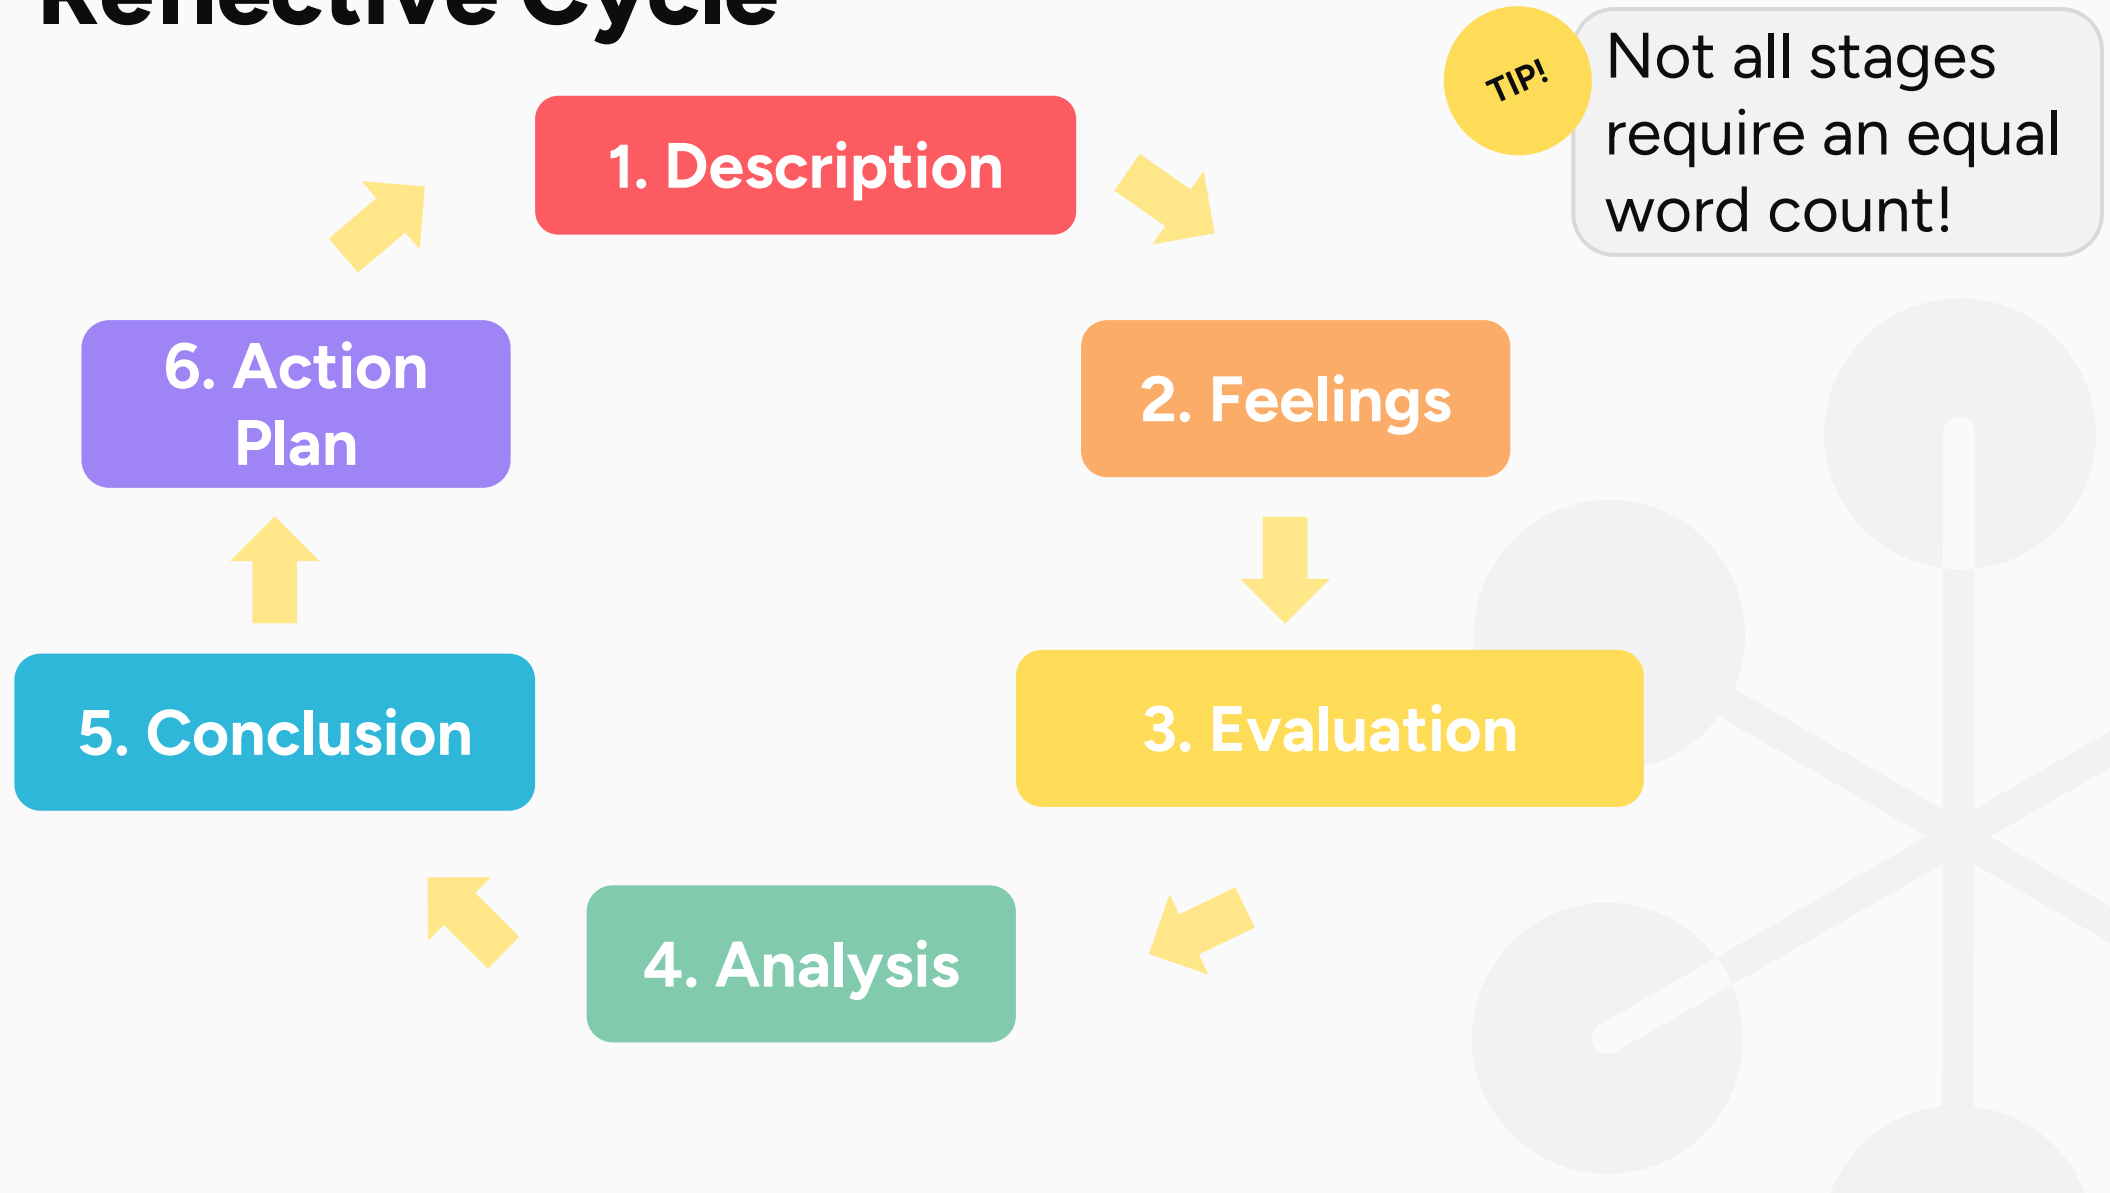 Reflective Cycle
TIP!
Not all stages
require an equal
word count!
1. Description
2. Feelings
3. Evaluation
4. Analysis
5. Conclusion
6. Action
Plan